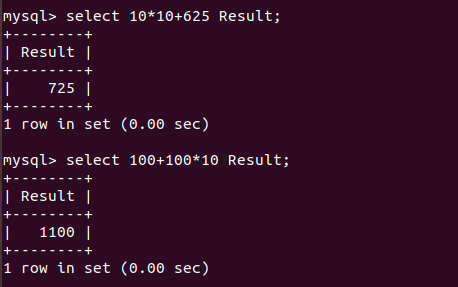 mysql> select 10*10+625 Result;
+--------+
| Result |
+--------+
|    725 |
+--------+
1 row in set (0.00 sec)
mysql> select 100+100*10 Result;
+--------+
| Result |
+--------+
|   1100 |
+--------+
1 row in set (0.00 sec)